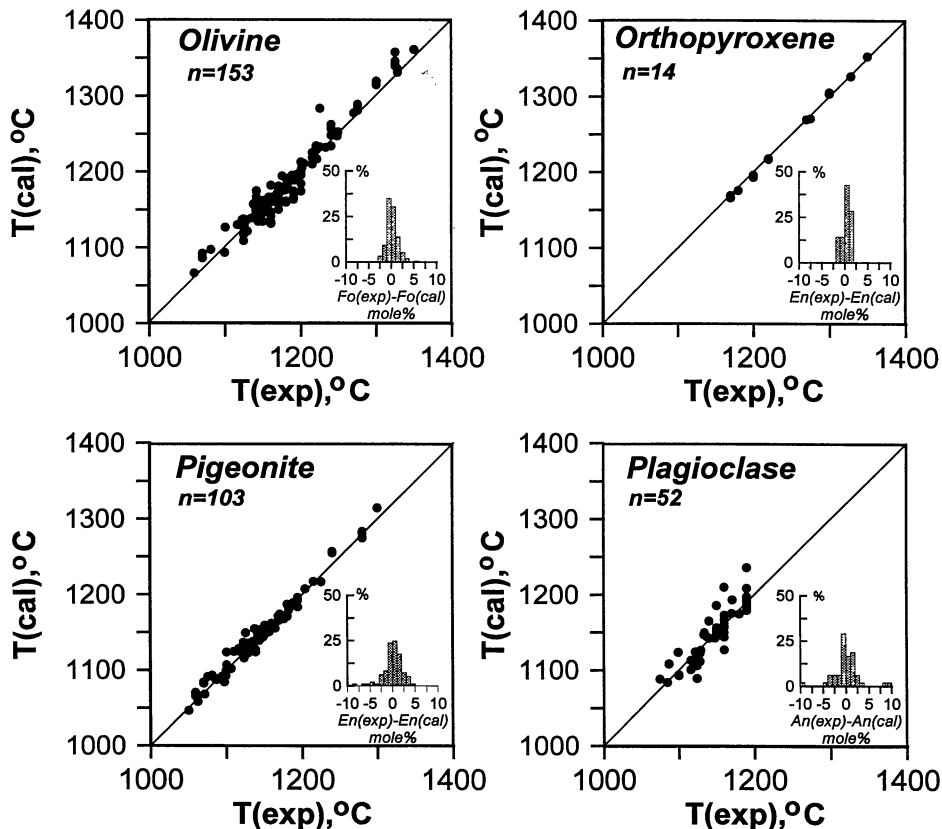 Olivine
n=153
1400
1300
1200
1100
1000
T(cal),°C
1000 1200 1400
T(exp),°C
50 %
25
0
-10 -5 0 5 10
Fo(exp)-Fo(cal)
mole%
Orthopyroxene
n=14
1400
1300
1200
1100
1000
T(cal),°C
1000 1200 1400
T(exp),°C
50 %
25
0
-10 -5 0 5 10
En(exp)-En(cal)
mole%
Pigeonite
n=103
1400
1300
1200
1100
1000
T(cal),°C
1000 1200 1400
T(exp),°C
50 %
25
0
-10 -5 0 5 10
En(exp)-En(cal)
mole%
Plagioclase
n=52
1400
1300
1200
1100
1000
T(cal),°C
1000 1200 1400
T(exp),°C
50 %
25
0
-10 -5 0 5 10
An(exp)-An(cal)
mole%